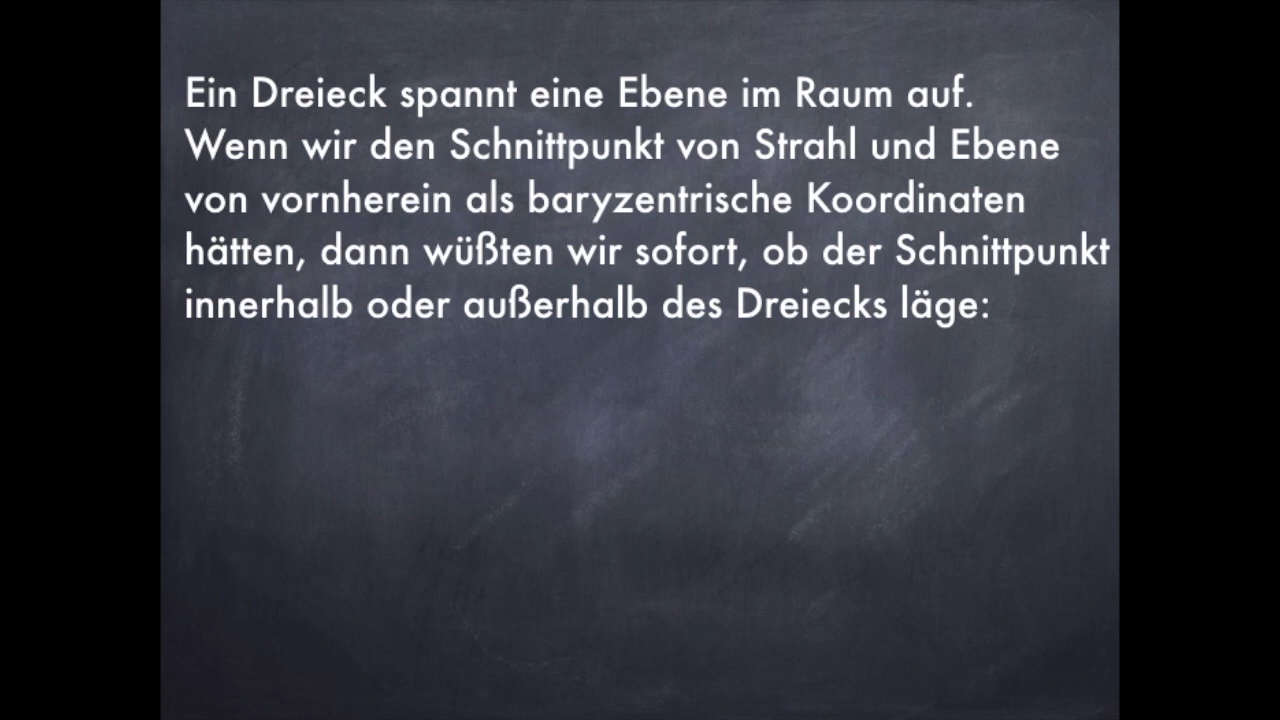 Ein Dreieck spannt eine Ebene im Raum auf.
Wenn wir den Schnittpunkt von Strahl und Ebene
von vornherein als baryzentrische Koordinaten
hätten, dann wüßten wir sofort, ob der Schnittpunkt
innerhalb oder außerhalb des Dreiecks läge: